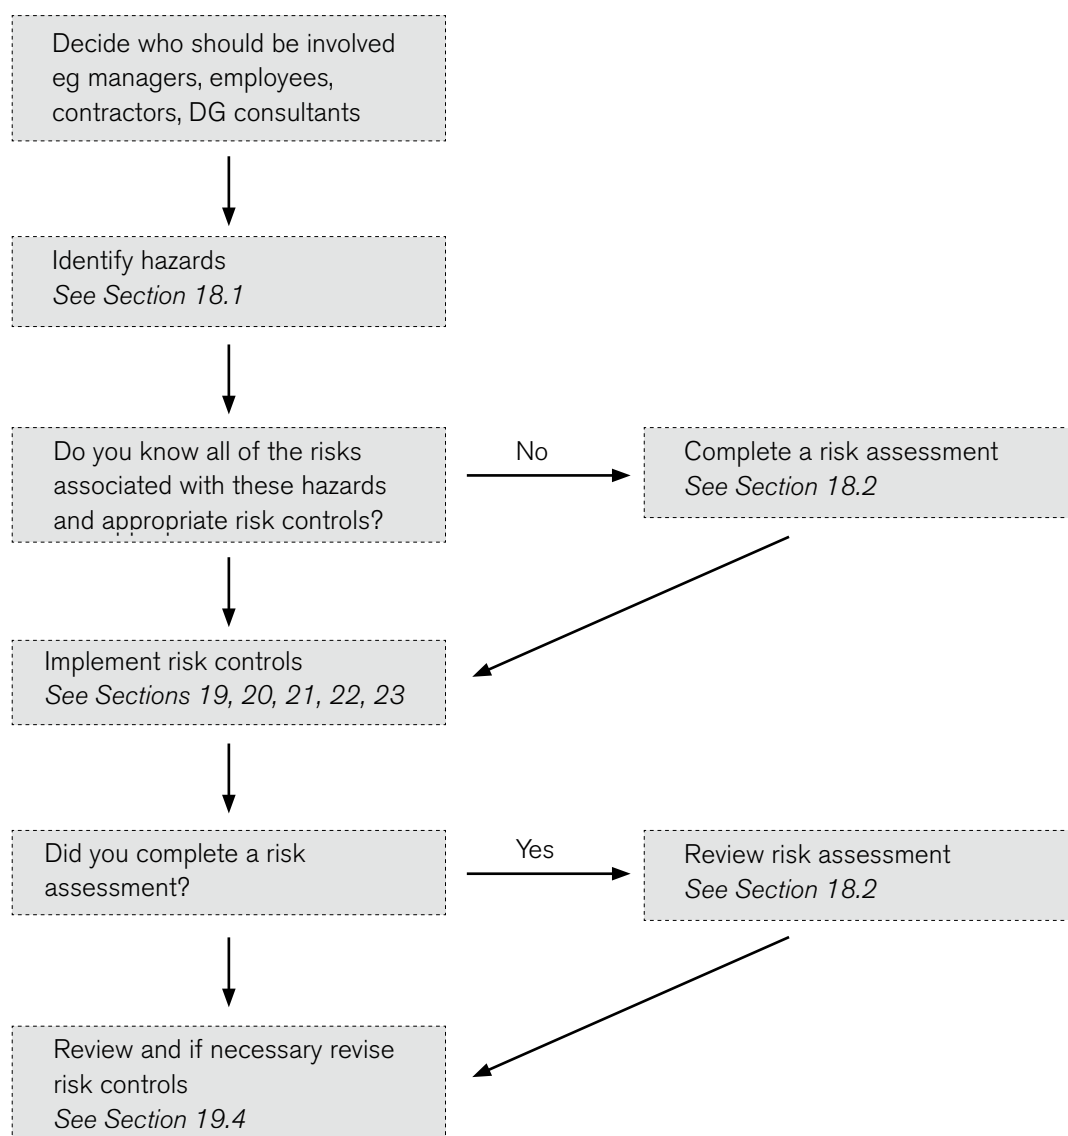 Decide who should be involved
eg managers, employees,
contractors, DG consultants
Identify hazards
See Section 18.1
Do you know all of the risks
associated with these hazards
and appropriate risk controls?
No
Complete a risk assessment
See Section 18.2
Implement risk controls
See Sections 19, 20, 21, 22, 23
Did you complete a risk
assessment?
Yes
Review risk assessment
See Section 18.2
Review and if necessary revise
risk controls
See Section 19.4